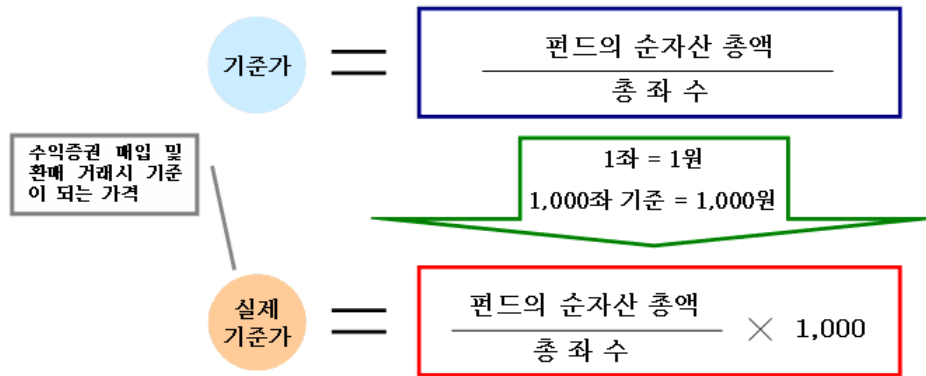 기준가
=
펀드의 순자산 총액
총 좌 수
수익증권 매입 및
환매 거래시 기준
이 되는 가격
1좌 = 1원
1,000좌 기준 = 1,000원
실제
기준가
=
펀드의 순자산 총액
총 좌 수
× 1,000